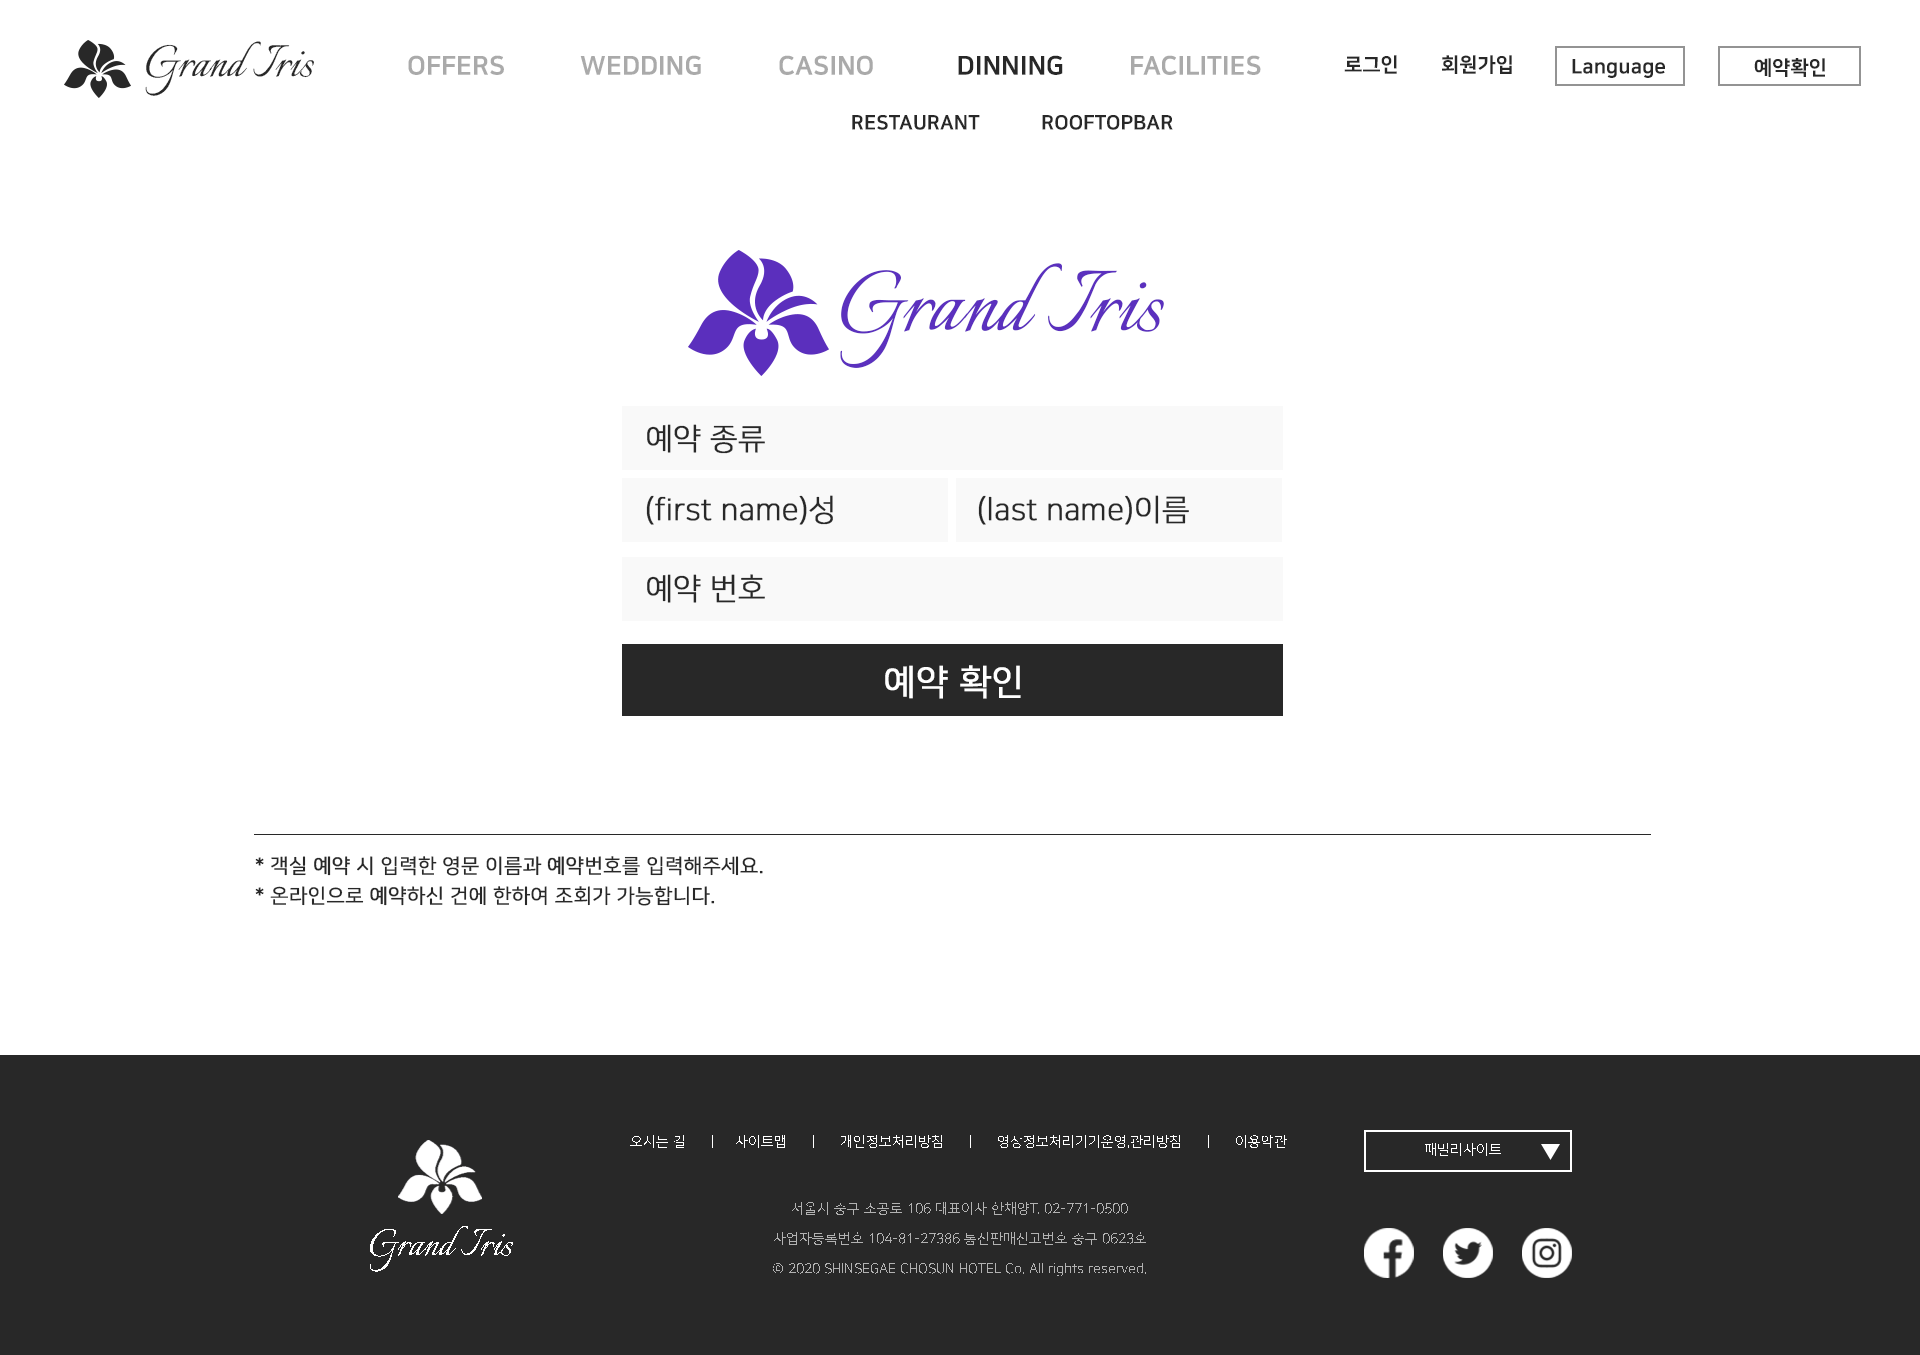 Grand Iris
OFFERS WEDDING CASINO DINNING FACILITIES 로그인 회원가입 Language 예약확인
RESTAURANT ROOFTOPBAR
Grand Iris
예약 종류
(first name)성 (last name)이름
예약 번호
예약 확인
* 객실 예약 시 입력한 영문 이름과 예약번호를 입력해주세요.
* 온라인으로 예약하신 건에 한하여 조회가 가능합니다.
오시는 길 | 사이트맵 | 개인정보처리방침 | 영상정보처리기기운영,관리방침 | 이용약관
패밀리사이트
서울시 중구 소공로 106 대표이사 한채양T. 02-771-0500
사업자등록번호 104-81-27386 통신판매신고번호 중구 0623호
© 2020 SHINSEGAE CHOSUN HOTEL Co. All rights reserved.
Grand Iris